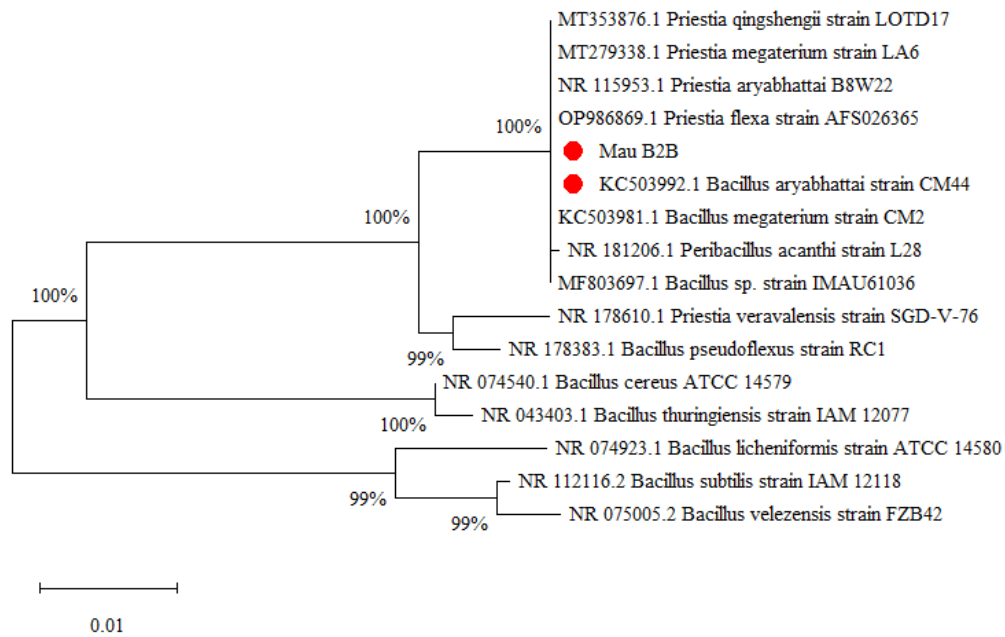 MT353876.1 Priestia qingshengii strain LOTD17
MT279338.1 Priestia megaterium strain LA6
NR 115953.1 Priestia aryabhattai B8W22
OP986869.1 Priestia flexa strain AFS026365
100%
Mau B2B
KC503992.1 Bacillus aryabhattai strain CM44
100%
KC503981.1 Bacillus megaterium strain CM2
NR 181206.1 Peribacillus acanthi strain L28
MF803697.1 Bacillus sp. strain IMAU61036
100%
NR 178610.1 Priestia veravalensis strain SGD-V-76
NR 178383.1 Bacillus pseudoflexus strain RC1
99%
NR 074540.1 Bacillus cereus ATCC 14579
NR 043403.1 Bacillus thuringiensis strain IAM 12077
100%
NR 074923.1 Bacillus licheniformis strain ATCC 14580
NR 112116.2 Bacillus subtilis strain IAM 12118
99%
NR 075005.2 Bacillus velezensis strain FZB42
99%
0.01